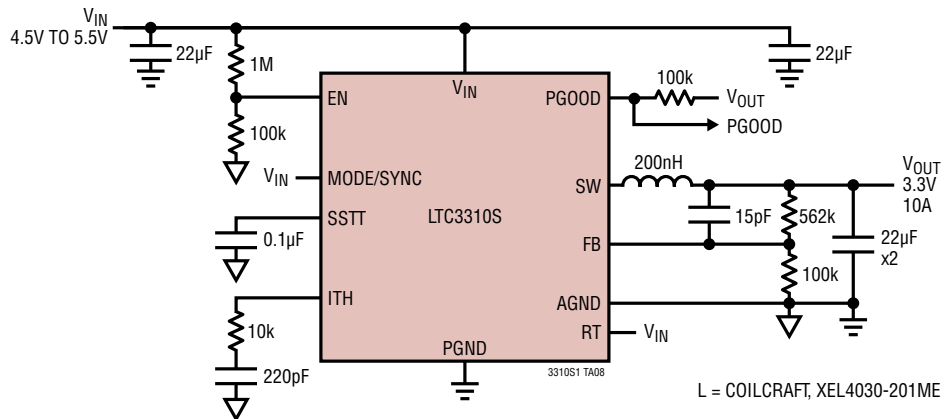 VIN
4.5V TO 5.5V
22µF
1M
100k
22µF
EN
VIN
PGOOD
100k
VOUT
PGOOD
VIN
MODE/SYNC
LTC3310S
SW
200nH
VOUT
3.3V
10A
SSTT
0.1µF
15pF
562k
FB
22µF
x2
100k
ITH
10k
220pF
AGND
RT
VIN
PGND
3310S1 TA08
L = COILCRAFT, XEL4030-201ME